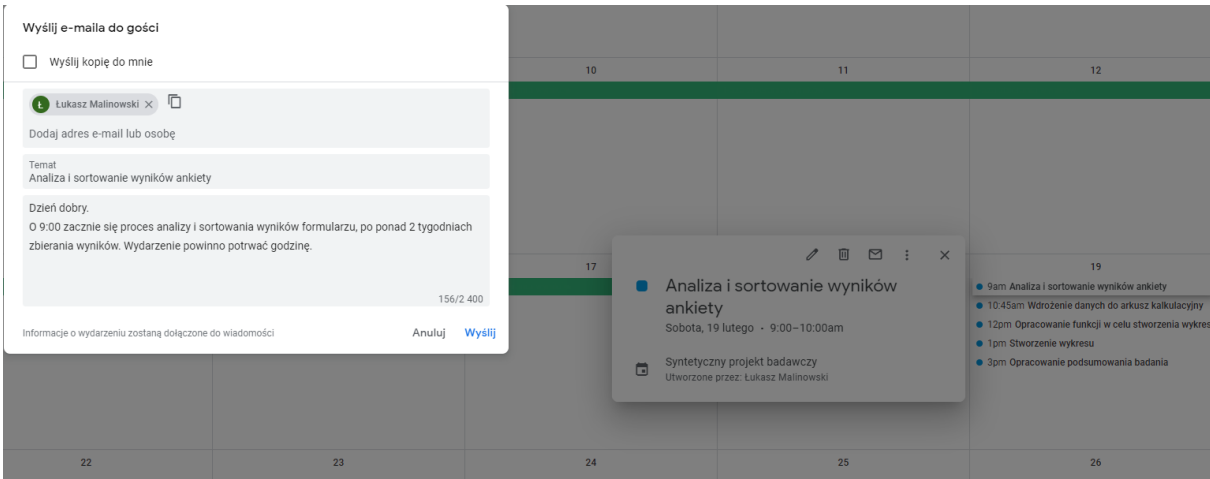 Wyślij e-maila do gości
Wyślij kopię do mnie
Ł Łukasz Malinowski
Dodaj adres e-mail lub osobę
Temat
Analiza i sortowanie wyników ankiety
Dzień dobry.
O 9:00 zacznie się proces analizy i sortowania wyników formularzu, po ponad 2 tygodniach
zbierania wyników. Wydarzenie powinno potrwać godzinę.
156/2 400
Informacje o wydarzeniu zostaną dołączone do wiadomości
Anuluj Wyślij
10 11 12
17 19
Analiza i sortowanie wyników
ankiety
Sobota, 19 lutego • 9:00–10:00am
Syntetyczny projekt badawczy
Utworzone przez: Łukasz Malinowski
9am Analiza i sortowanie wyników ankiety
10:45am Wdrożenie danych do arkusz kalkulacyjny
12pm Opracowanie funkcji w celu stworzenia wykres
1pm Stworzenie wykresu
3pm Opracowanie podsumowania badania
22 23 24 25 26